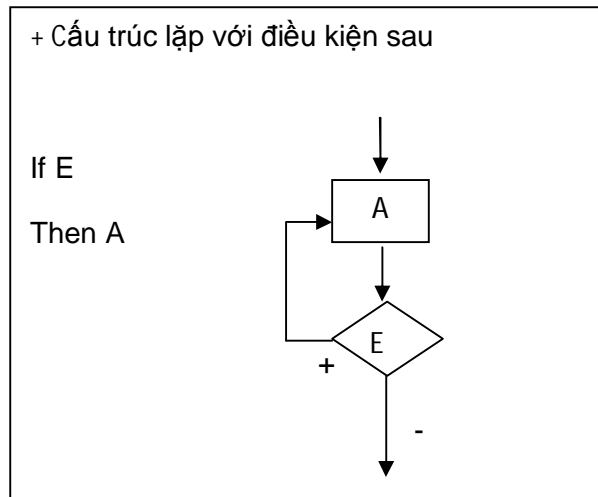 + Cấu trúc lặp với điều kiện sau
If E
Then A
A
E
+
-